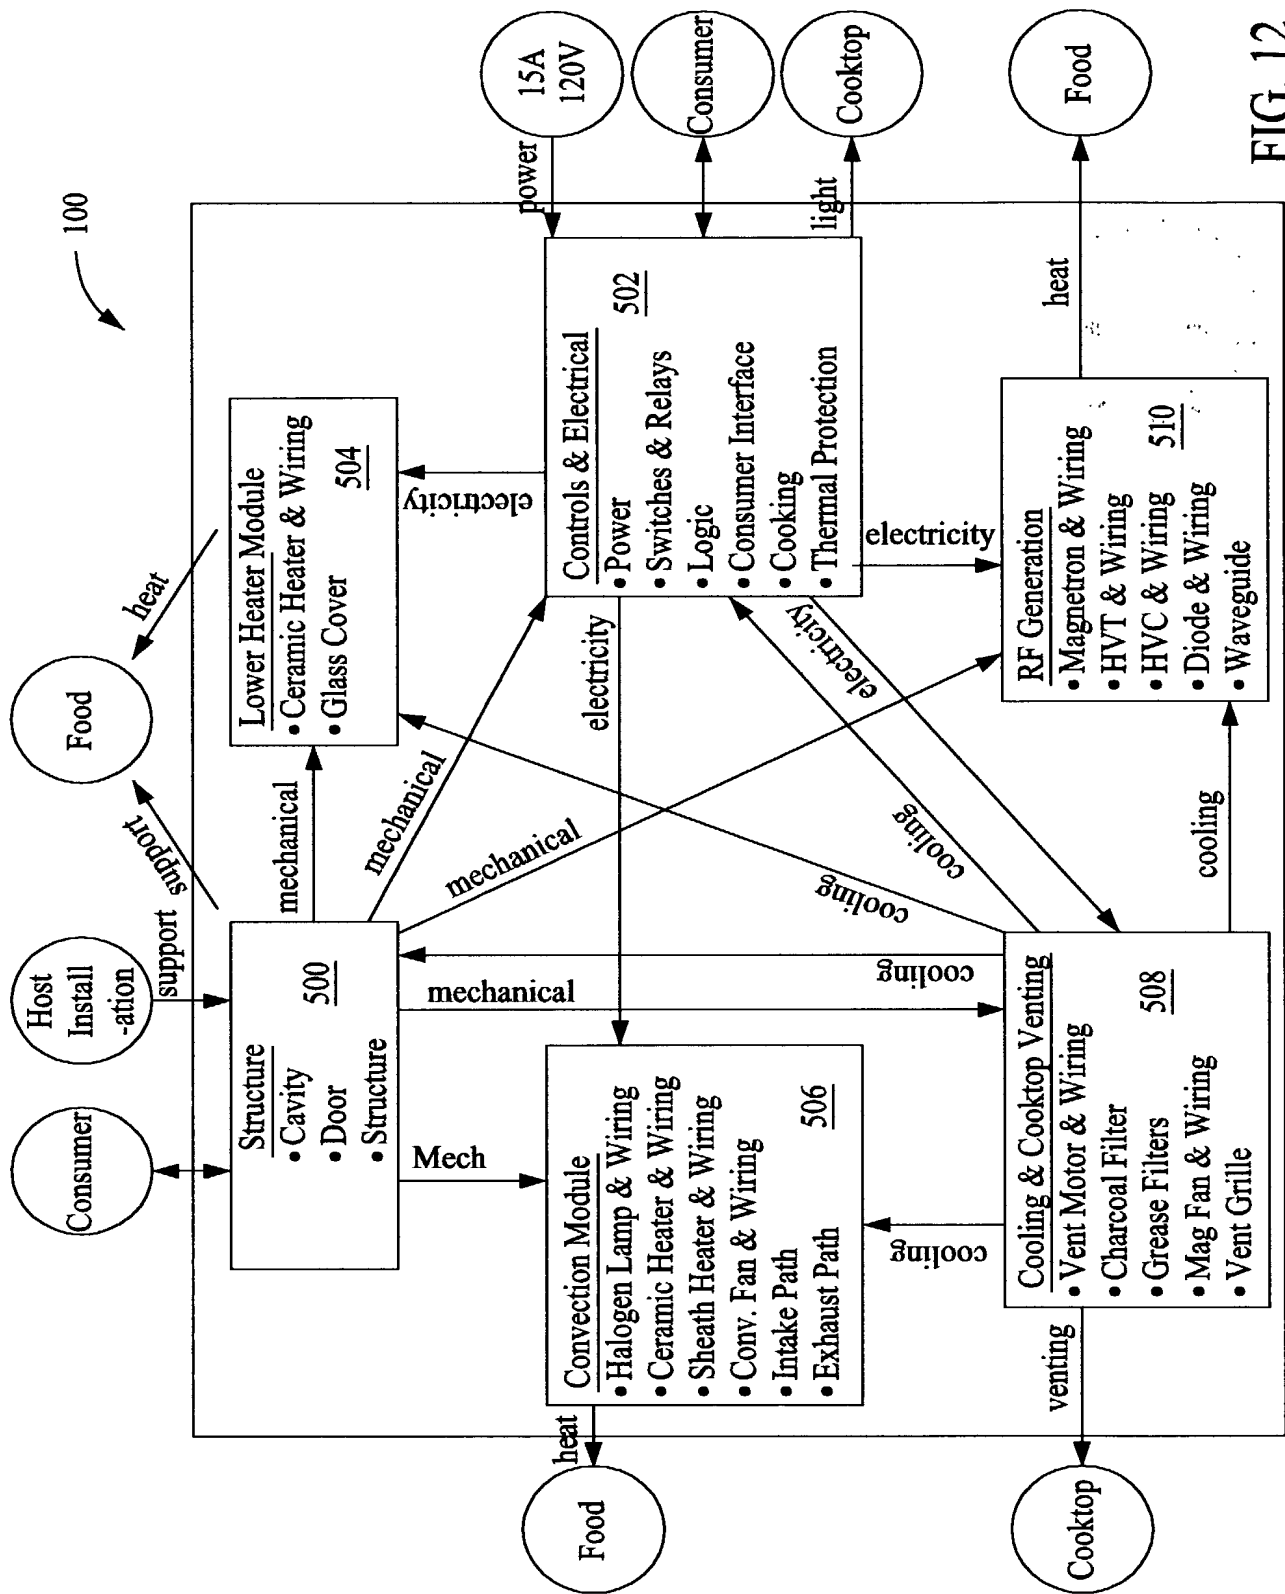 100
Consumer
Host
Install
-ation
support
Food
support
heat
Structure
• Cavity
• Door
• Structure
500
mechanical
Lower Heater Module
• Ceramic Heater & Wiring
• Glass Cover
504
15A
120V
power
Consumer
Cooktop
light
Mech
mechanical
cooling
mechanical
mechanical
cooling
electricity
electricity
Convection Module
• Halogen Lamp & Wiring
• Ceramic Heater & Wiring
• Sheath Heater & Wiring
• Conv. Fan & Wiring
• Intake Path
• Exhaust Path
506
Controls & Electrical
• Power
• Switches & Relays
• Logic
• Consumer Interface
• Cooking
• Thermal Protection
502
heat
Food
cooling
cooling
electricity
electricity
Cooling & Cooktop Venting
• Vent Motor & Wiring
• Charcoal Filter
• Grease Filters
• Mag Fan & Wiring
• Vent Grille
508
cooling
RF Generation
• Magnetron & Wiring
• HVT & Wiring
• HVC & Wiring
• Diode & Wiring
• Waveguide
510
heat
Food
venting
Cooktop
FIG. 12